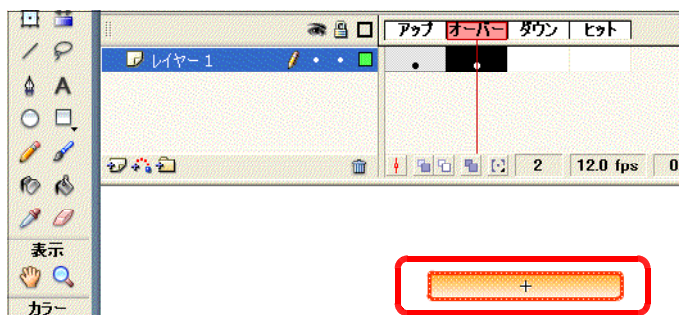 アップ オーバー ダウン ヒット
レイヤー 1
A
2 12.0 fps 0
表示
カラー